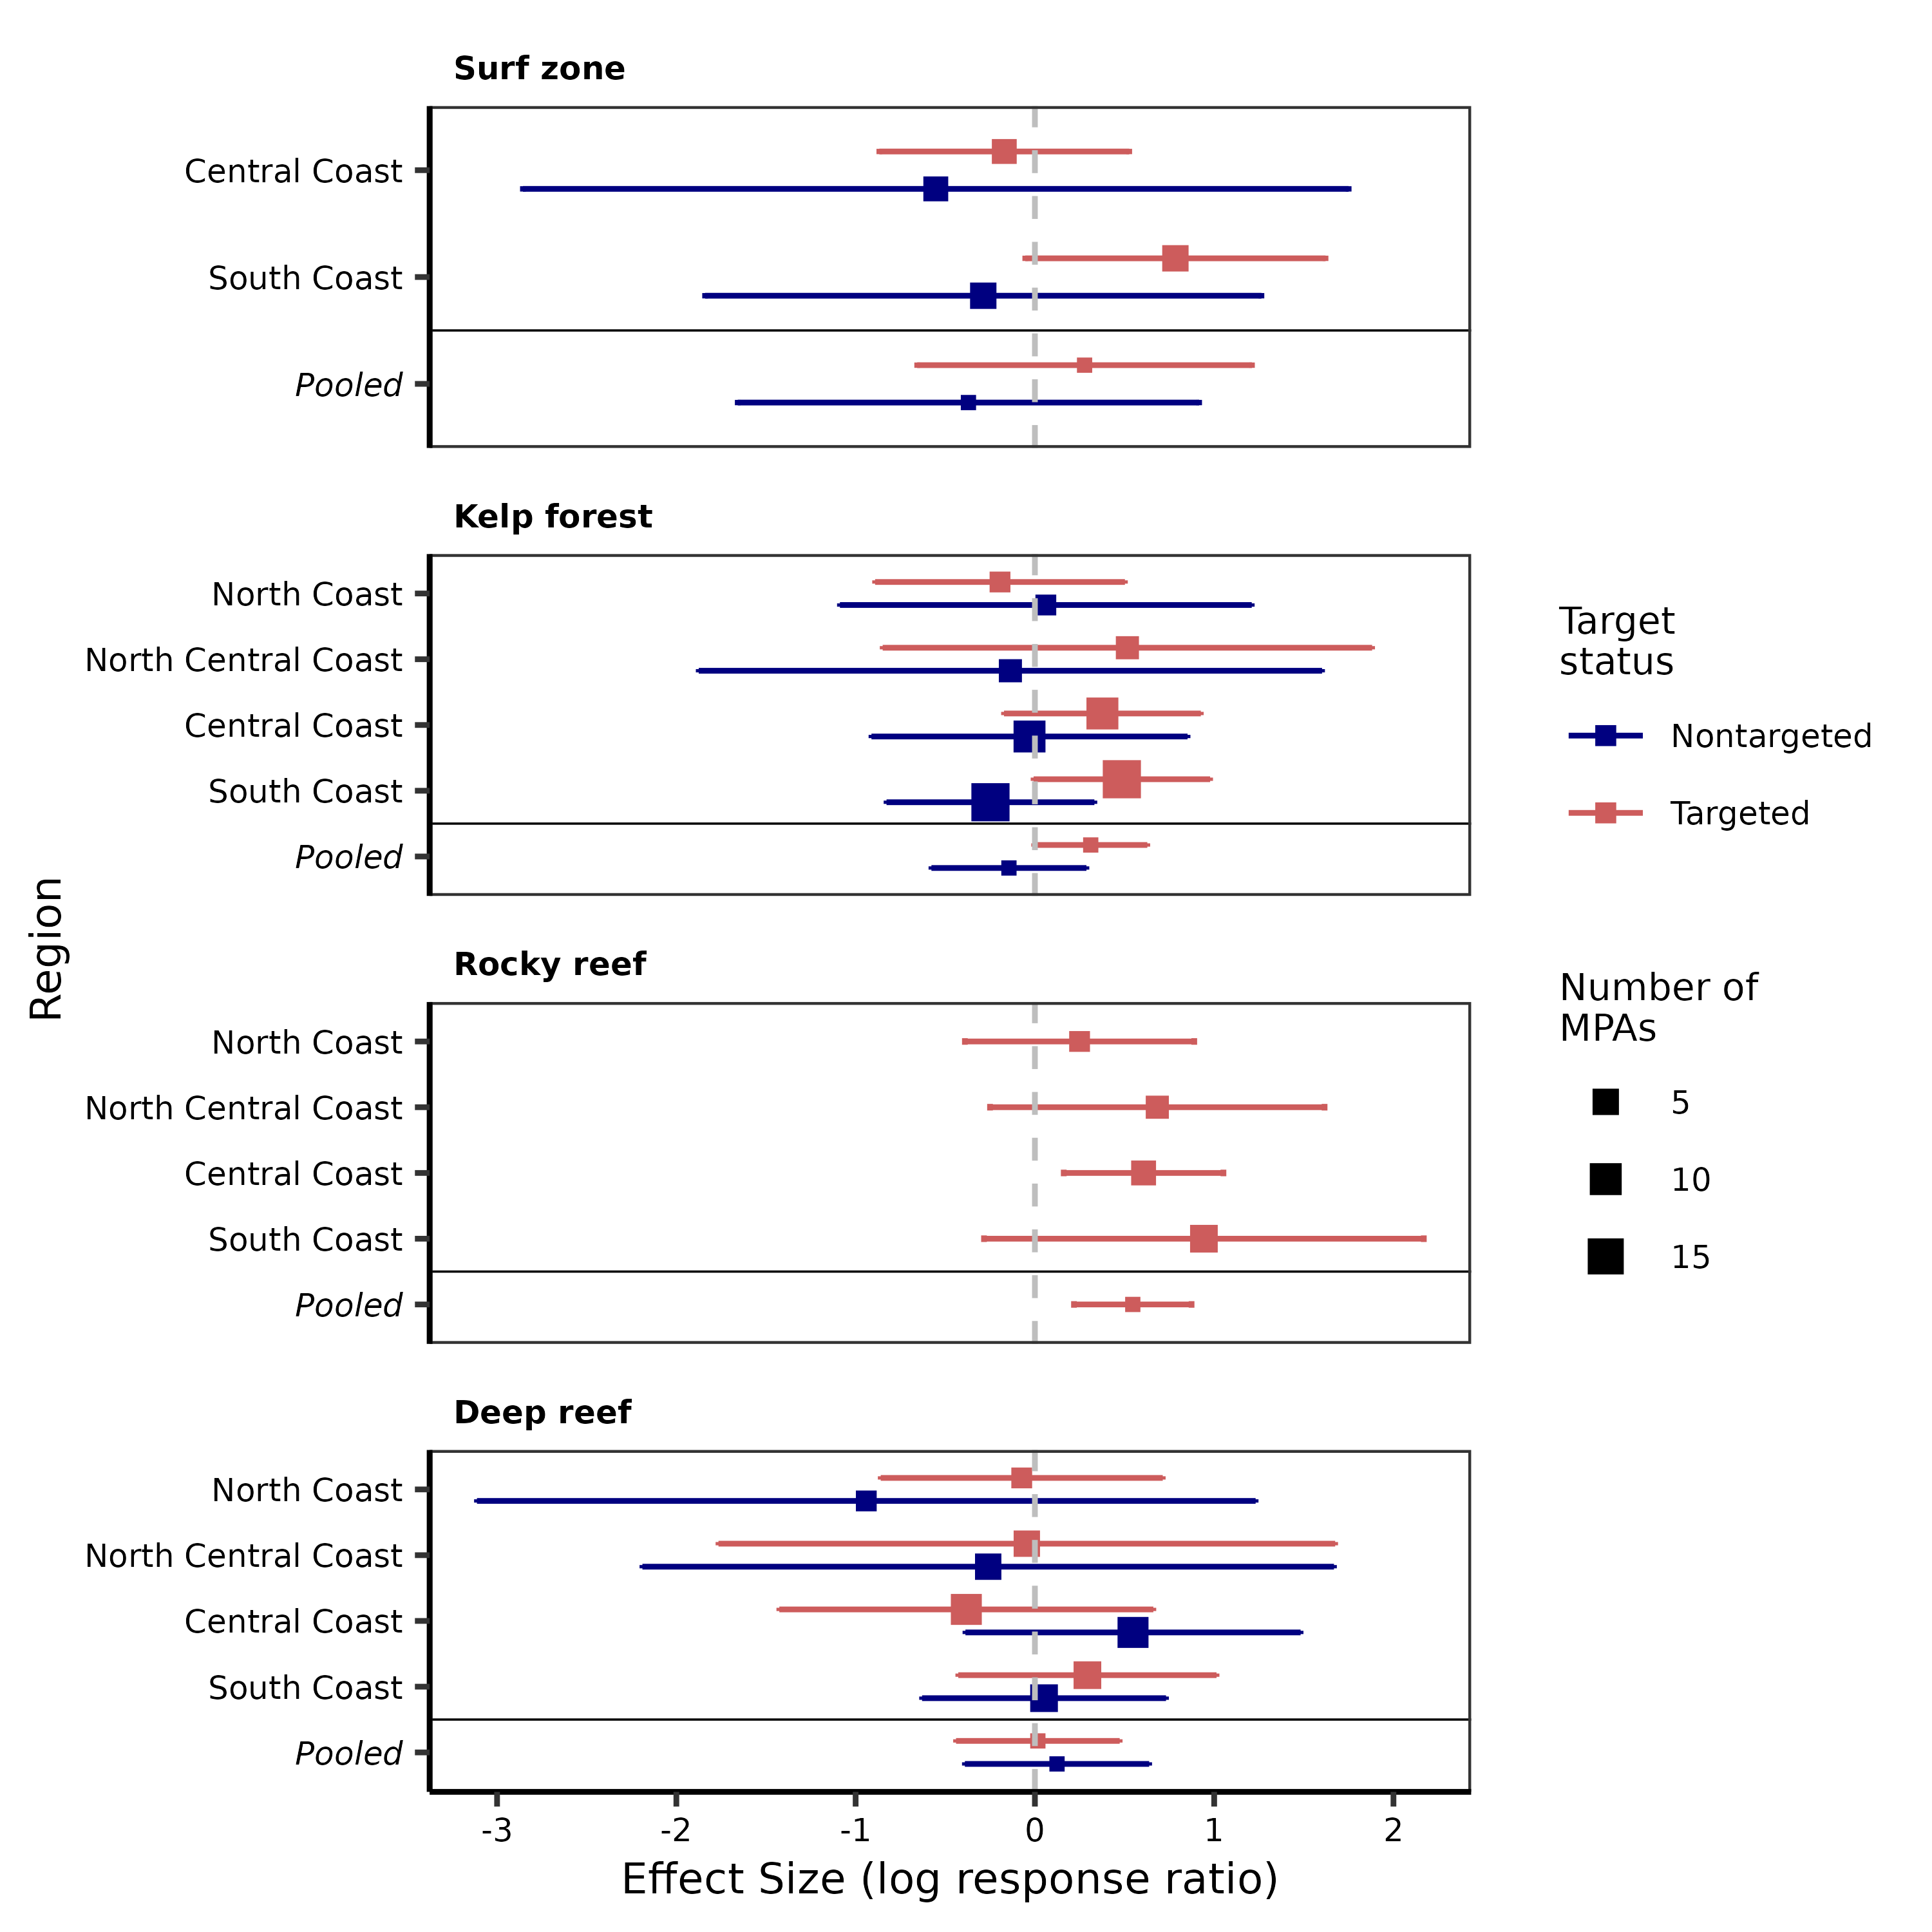 Surf zone
Central Coast
South Coast
Pooled
Kelp forest
North Coast
North Central Coast
Central Coast
South Coast
Pooled
Rocky reef
North Coast
North Central Coast
Central Coast
South Coast
Pooled
Deep reef
North Coast
North Central Coast
Central Coast
South Coast
Pooled
-3 -2 -1 0 1 2
Effect Size (log response ratio)
Region
Target
status
Nontargeted
Targeted
Number of
MPAs
5
10
15